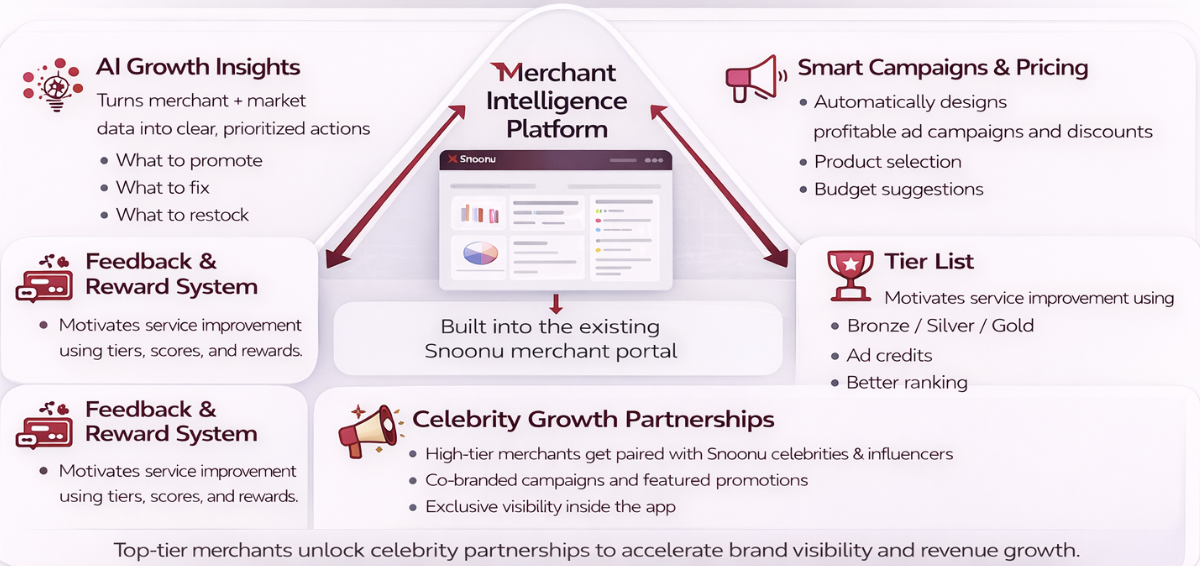 AI Growth Insights
Turns merchant + market
data into clear, prioritized actions
• What to promote
• What to fix
• What to restock
Merchant
Intelligence
Platform
Snoonu
Built into the existing
Snoonu merchant portal
Smart Campaigns & Pricing
• Automatically designs
profitable ad campaigns and discounts
• Product selection
• Budget suggestions
Feedback &
Reward System
• Motivates service improvement
using tiers, scores, and rewards.
Tier List
Motivates service improvement using
• Bronze / Silver / Gold
• Ad credits
• Better ranking
Feedback &
Reward System
• Motivates service improvement
using tiers, scores, and rewards.
Celebrity Growth Partnerships
• High-tier merchants get paired with Snoonu celebrities & influencers
• Co-branded campaigns and featured promotions
• Exclusive visibility inside the app
Top-tier merchants unlock celebrity partnerships to accelerate brand visibility and revenue growth.